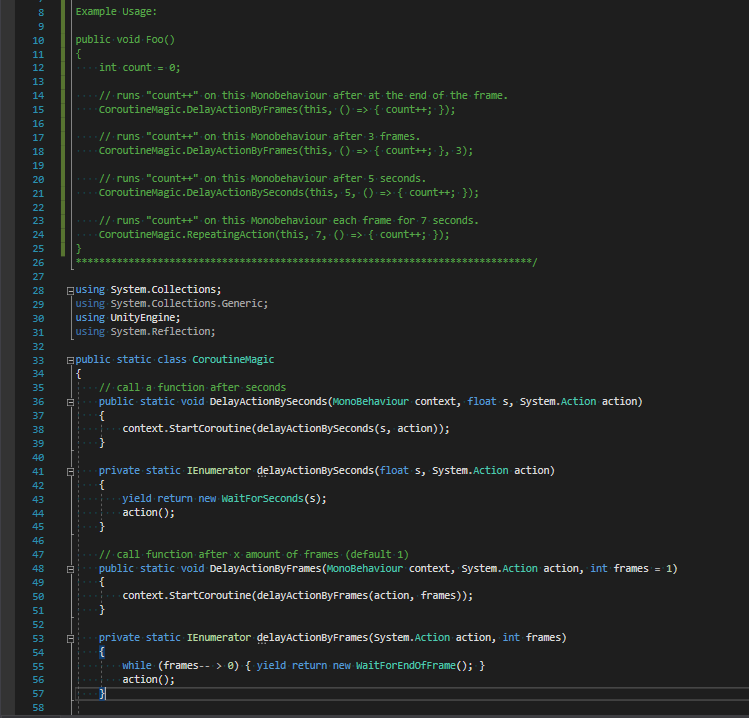 8 Example Usage:
9
10 public void Foo()
11 {
12 int count = 0;
13
14 // runs "count++" on this Monobehaviour after at the end of the frame.
15 CoroutineMagic.DelayActionByFrames(this, () => { count++; });
16
17 // runs "count++" on this Monobehaviour after 3 frames.
18 CoroutineMagic.DelayActionByFrames(this, () => { count++; }, 3);
19
20 // runs "count++" on this Monobehaviour after 5 seconds.
21 CoroutineMagic.DelayActionBySeconds(this, 5, () => { count++; });
22
23 // runs "count++" on this Monobehaviour each frame for 7 seconds.
24 CoroutineMagic.RepeatingAction(this, 7, () => { count++; });
25 }
26 ******************************************************************************/
27
28 using System.Collections;
29 using System.Collections.Generic;
30 using UnityEngine;
31 using System.Reflection;
32
33 public static class CoroutineMagic
34 {
35 // call a function after seconds
36 public static void DelayActionBySeconds(MonoBehaviour context, float s, System.Action action)
37 {
38 context.StartCoroutine(delayActionBySeconds(s, action));
39 }
40
41 private static IEnumerator delayActionBySeconds(float s, System.Action action)
42 {
43 yield return new WaitForSeconds(s);
44 action();
45 }
46
47 // call function after x amount of frames (default 1)
48 public static void DelayActionByFrames(MonoBehaviour context, System.Action action, int frames = 1)
49 {
50 context.StartCoroutine(delayActionByFrames(action, frames));
51 }
52
53 private static IEnumerator delayActionByFrames(System.Action action, int frames)
54 {
55 while (frames-- > 0) { yield return new WaitForEndOfFrame(); }
56 action();
57 }
58